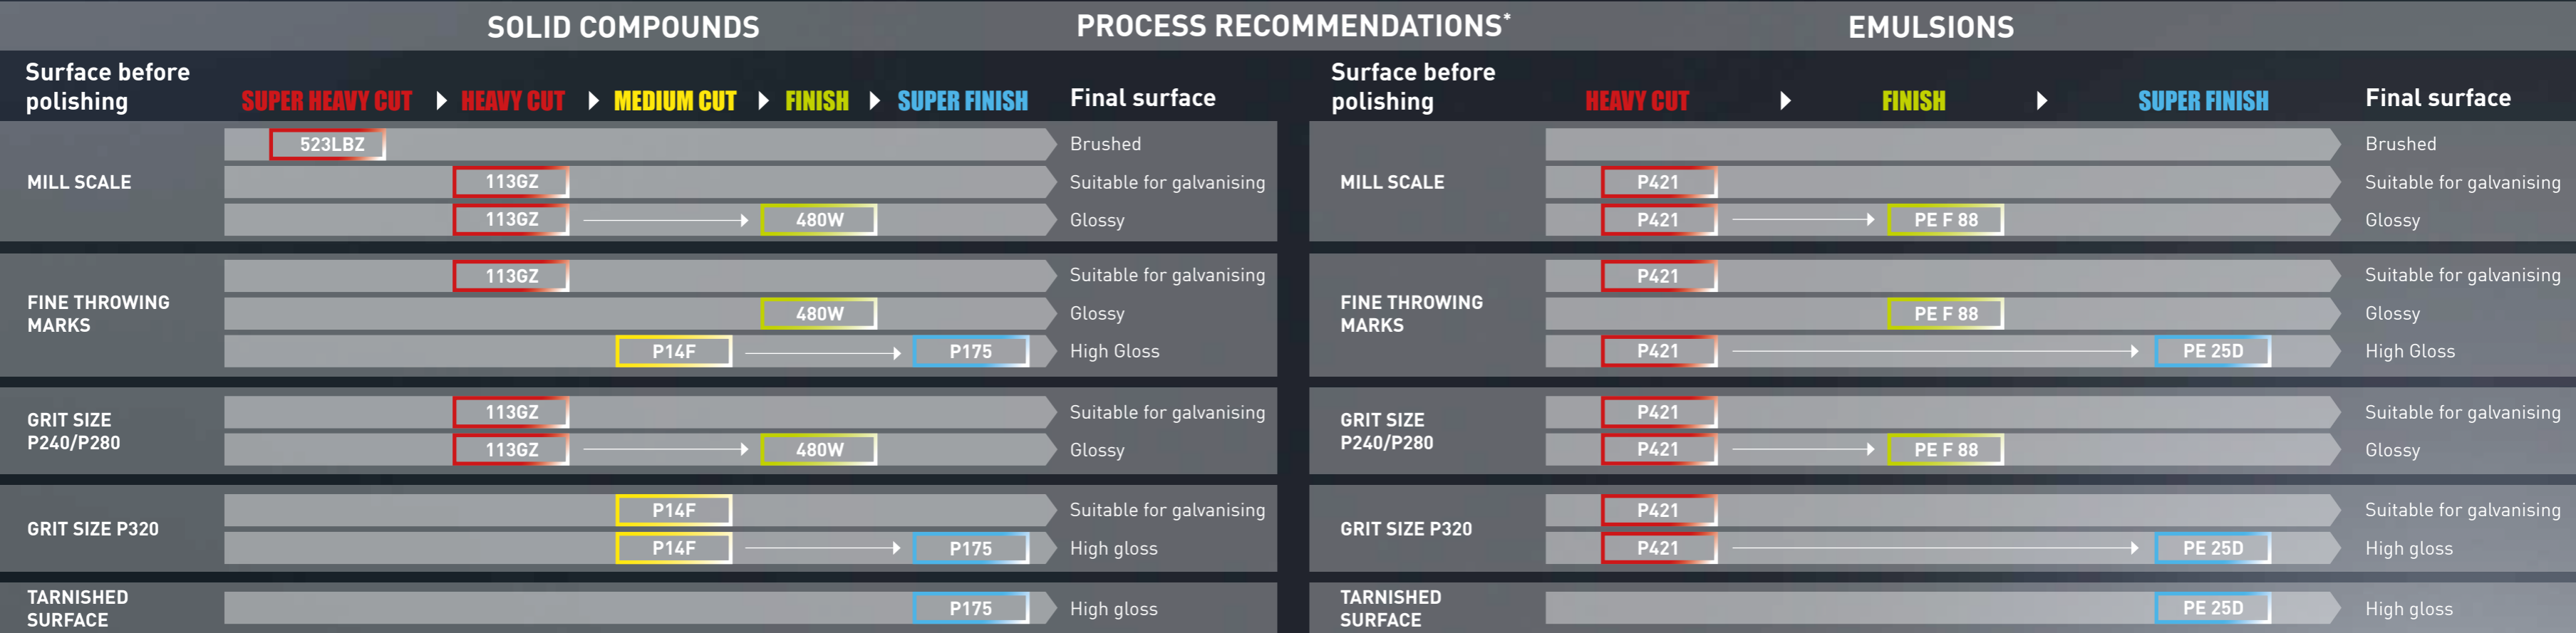 SOLID COMPOUNDS
PROCESS RECOMMENDATIONS*
EMULSIONS
Surface before
polishing
SUPER HEAVY CUT
HEAVY CUT
MEDIUM CUT
FINISH
SUPER FINISH
Final surface
MILL SCALE
523LBZ
Brushed
113GZ
Suitable for galvanising
113GZ
480W
Glossy
FINE THROWING
MARKS
113GZ
Suitable for galvanising
480W
Glossy
P14F
P175
High Gloss
GRIT SIZE
P240/P280
113GZ
Suitable for galvanising
113GZ
480W
Glossy
GRIT SIZE P320
P14F
Suitable for galvanising
P14F
P175
High gloss
TARNISHED
SURFACE
P175
High gloss
Surface before
polishing
HEAVY CUT
FINISH
SUPER FINISH
Final surface
MILL SCALE
Brushed
P421
Suitable for galvanising
P421
PE F 88
Glossy
FINE THROWING
MARKS
P421
Suitable for galvanising
PE F 88
Glossy
P421
PE 25D
High Gloss
GRIT SIZE
P240/P280
P421
Suitable for galvanising
P421
PE F 88
Glossy
GRIT SIZE P320
P421
Suitable for galvanising
P421
PE 25D
High gloss
TARNISHED
SURFACE
PE 25D
High gloss